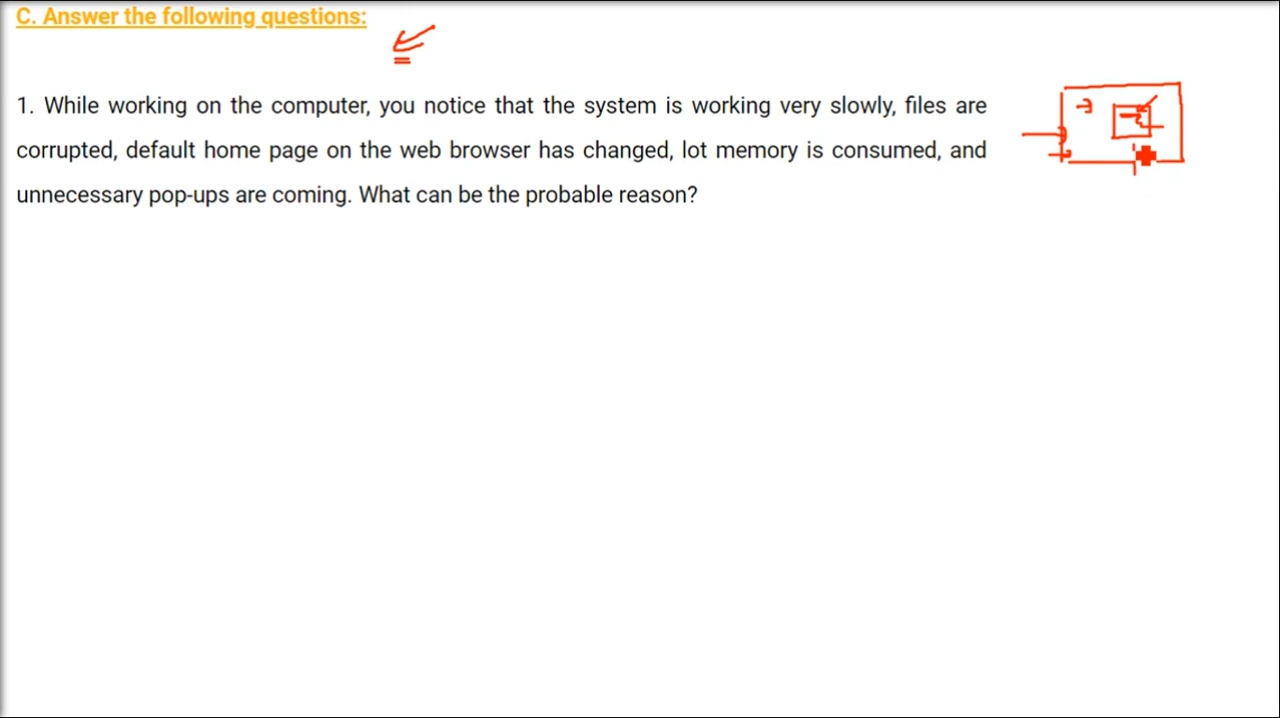 C. Answer the following questions:
1. While working on the computer, you notice that the system is working very slowly, files are
corrupted, default home page on the web browser has changed, lot memory is consumed, and
unnecessary pop-ups are coming. What can be the probable reason?